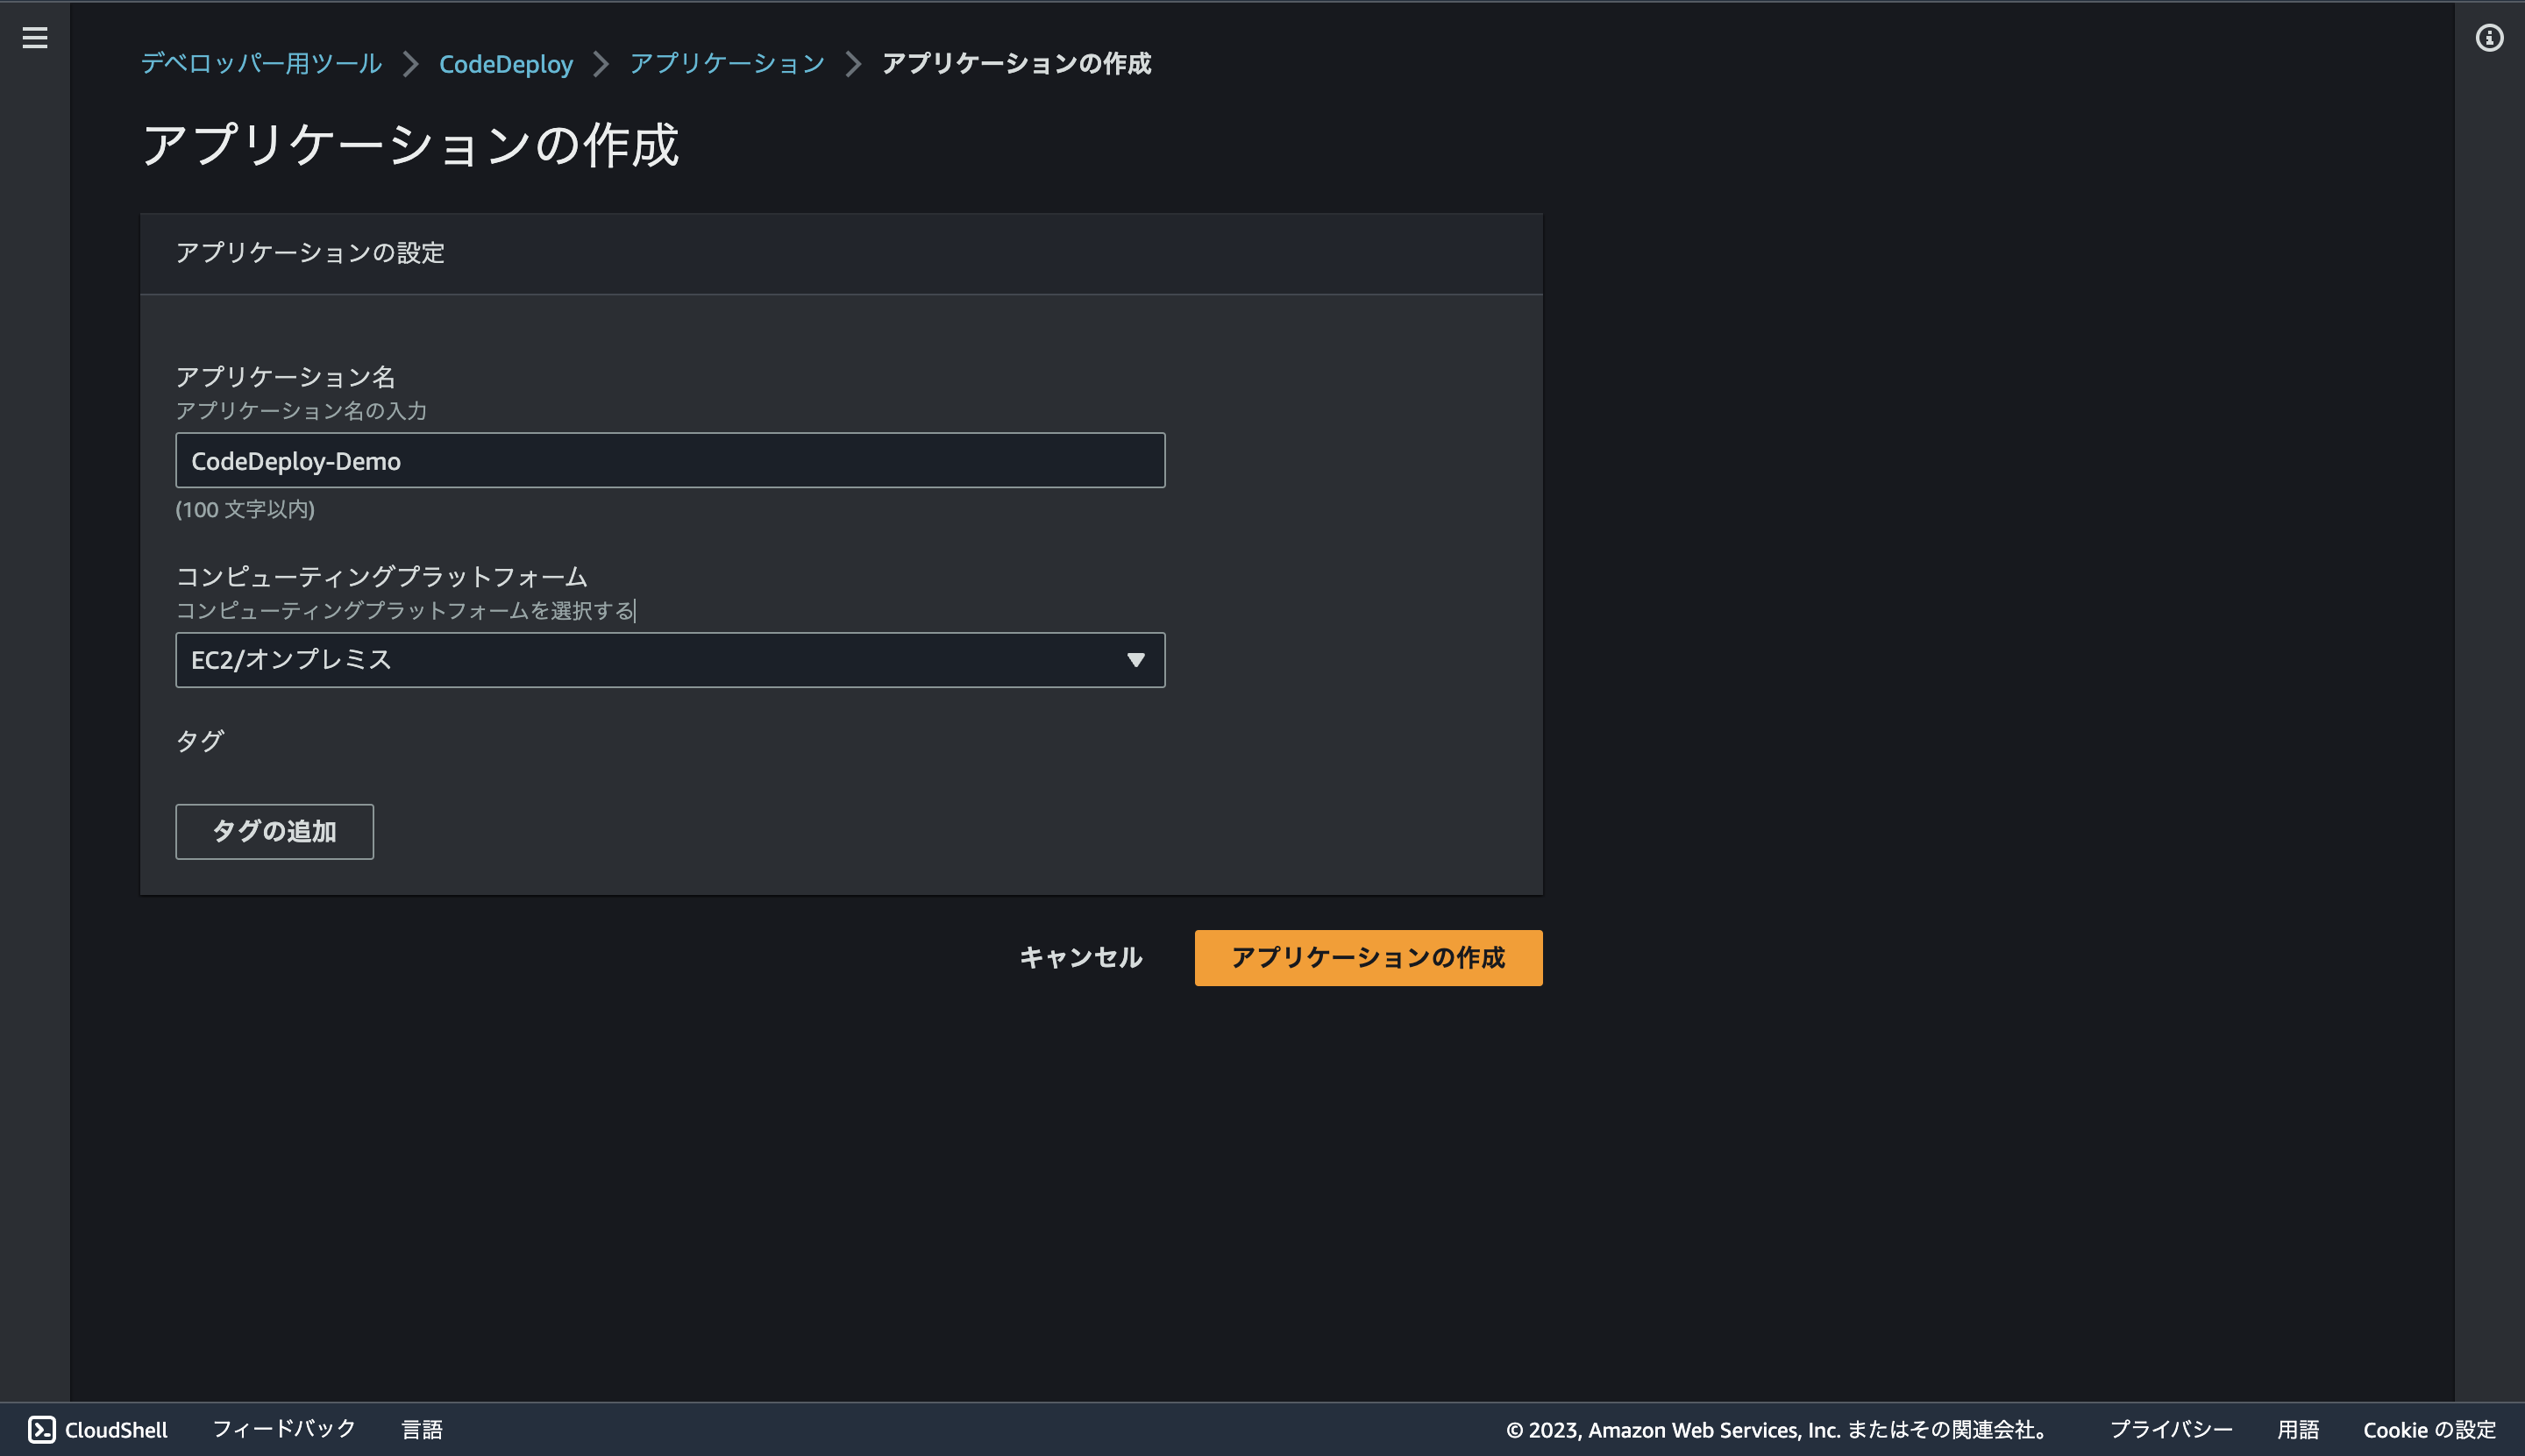 デベロッパー用ツール > CodeDeploy > アプリケーション > アプリケーションの作成
アプリケーションの作成
アプリケーションの設定
アプリケーション名
アプリケーション名の入力
CodeDeploy-Demo
(100 文字以内)
コンピューティングプラットフォーム
コンピューティングプラットフォームを選択する
EC2/オンプレミス
タグ
タグの追加
キャンセル アプリケーションの作成
CloudShell フィードバック 言語 © 2023, Amazon Web Services, Inc. またはその関連会社。 プライバシー 用語 Cookie の設定